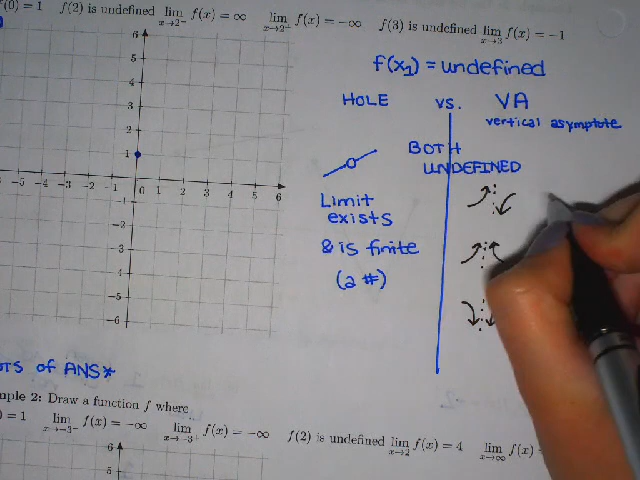 f(0) = 1 f(2) is undefined lim x→2⁻ f(x) = ∞ lim x→2⁺ f(x) = −∞ f(3) is undefined lim x→3 f(x) = −1
f(x₁) = undefined
HOLE vs. VA
vertical asymptote
BOTH
UNDEFINED
Limit
exists
& is finite
(a #)
6
5
4
3
2
1
−5 −4 −3 −2 −1 0 1 2 3 4 5 6
−1
−2
−3
−4
−5
−6
OTS of ANS*
mple 2: Draw a function f where
= 1 lim x→−3⁻ f(x) = −∞ lim x→−3⁺ f(x) = −∞ f(2) is undefined lim x→2 f(x) = 4 lim x→∞ f(x)
6
5